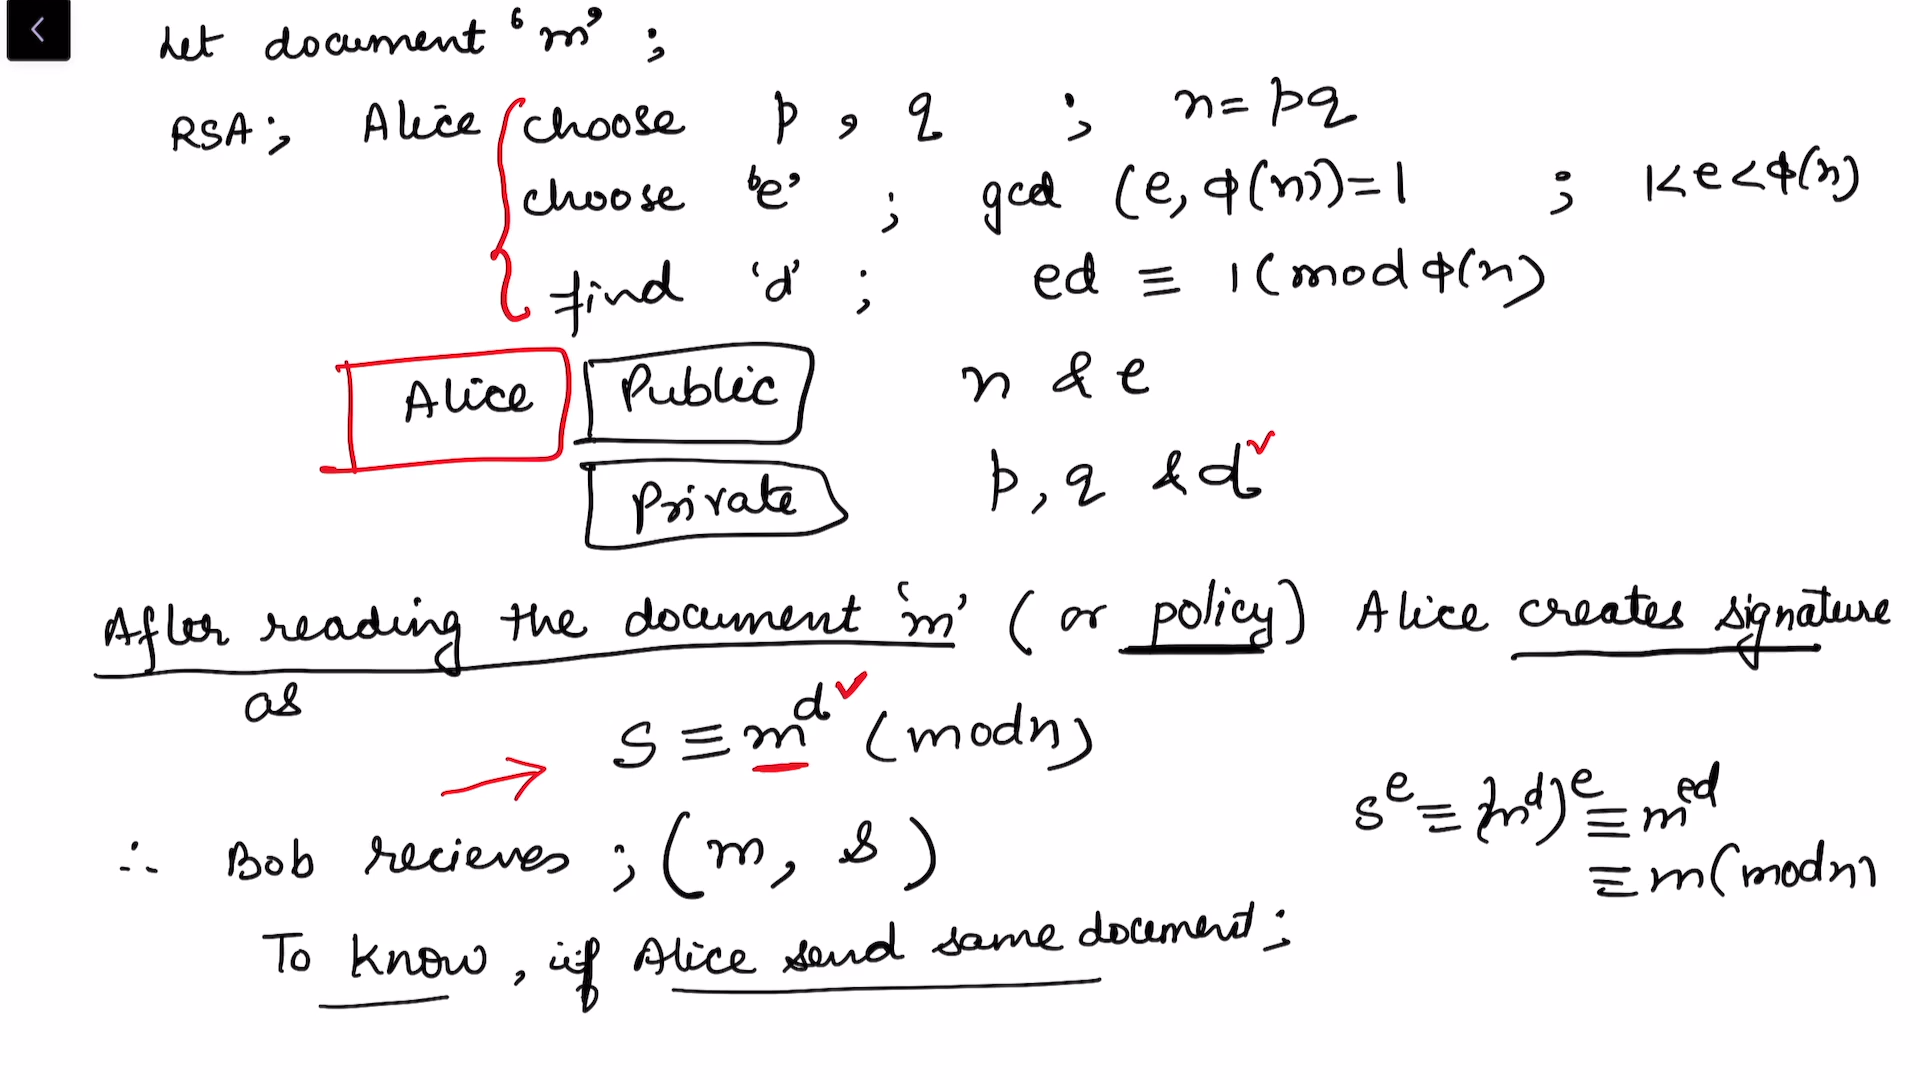 Let document 'm' ;
RSA ; Alice choose p , q ; n = pq
choose 'e' ; gcd (e, φ(n)) = 1 ; 1 < e < φ(n)
find 'd' ; ed ≡ 1 (mod φ(n)
Alice Public n & e
Private p, q & d ✓
After reading the document 'm' (or policy) Alice creates signature
as
S ≡ m^d ✓ (mod n)
→
s^e ≡ (m^d)^e ≡ m^ed
≡ m (mod n)
∴ Bob recieves ; (m, s)
To know, if Alice send same document ;